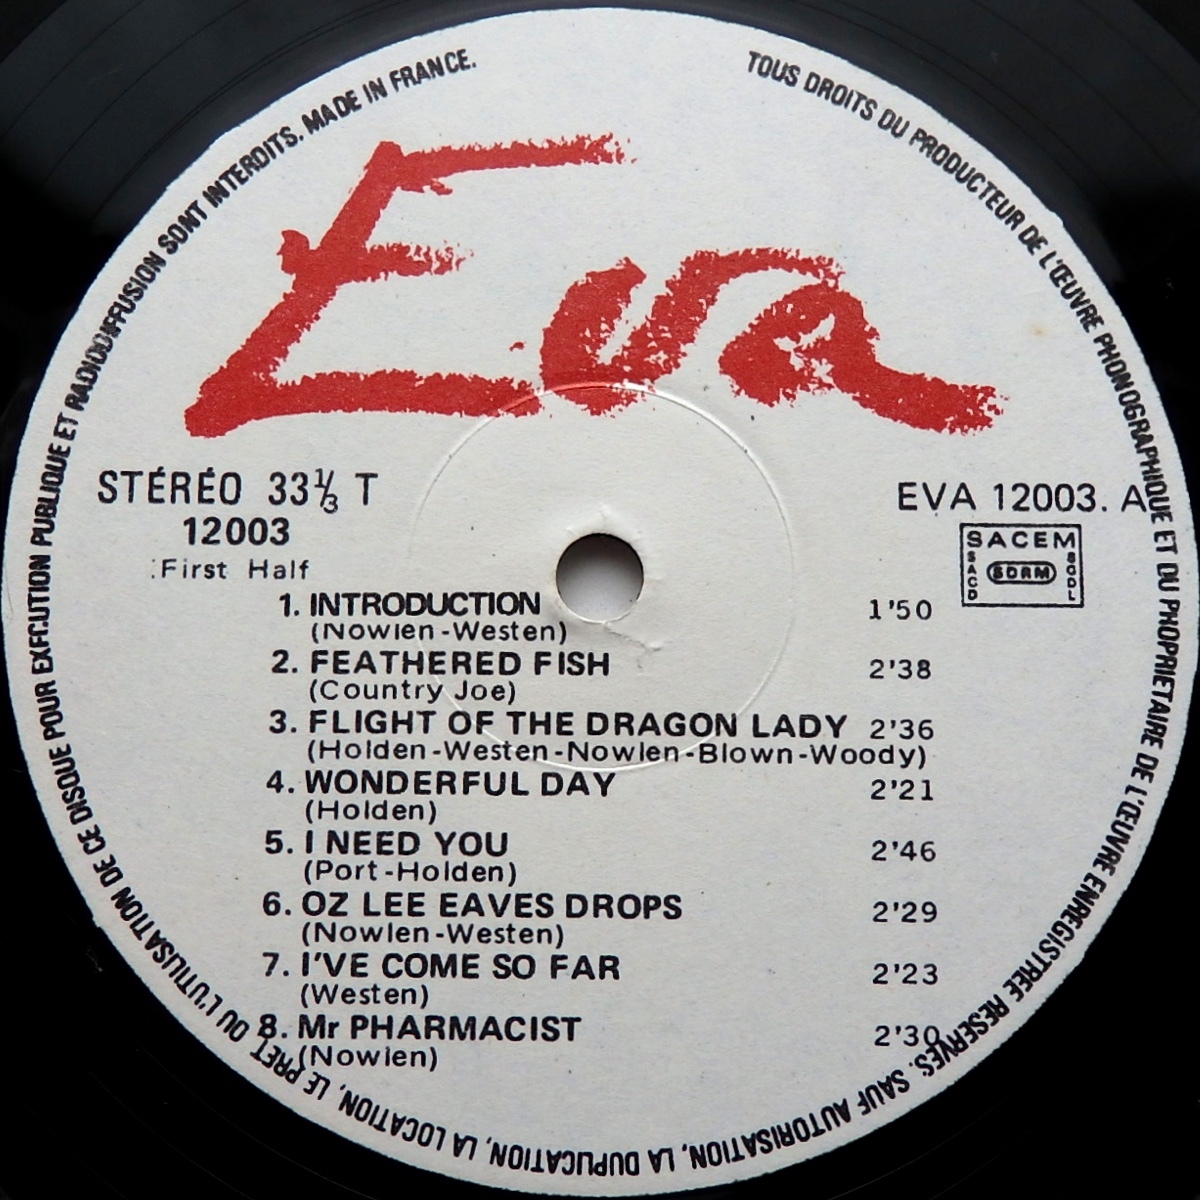 TOUS DROITS DU PRODUCTEUR DE L'ŒUVRE PHONOGRAPHIQUE ET DU PROPRIETAIRE DE L'ŒUVRE ENREGISTREE RESERVES. SAUF AUTORISATION, LA DUPLICATION, LA LOCATION, LE PRET OU L'UTILISATION DE CE DISQUE POUR EXECUTION PUBLIQUE ET RADIODIFFUSION SONT INTERDITS. MADE IN FRANCE.
Eva
STÉRÉO 33⅓ T
12003
:First Half
EVA 12003. A
SACEM
SACD SDRM SGDL
1. INTRODUCTION 1'50
(Nowlen-Westen)
2. FEATHERED FISH 2'38
(Country Joe)
3. FLIGHT OF THE DRAGON LADY 2'36
(Holden-Westen-Nowlen-Blown-Woody)
4. WONDERFUL DAY 2'21
(Holden)
5. I NEED YOU 2'46
(Port-Holden)
6. OZ LEE EAVES DROPS 2'29
(Nowlen-Westen)
7. I'VE COME SO FAR 2'23
(Westen)
8. Mr PHARMACIST 2'30
(Nowlen)